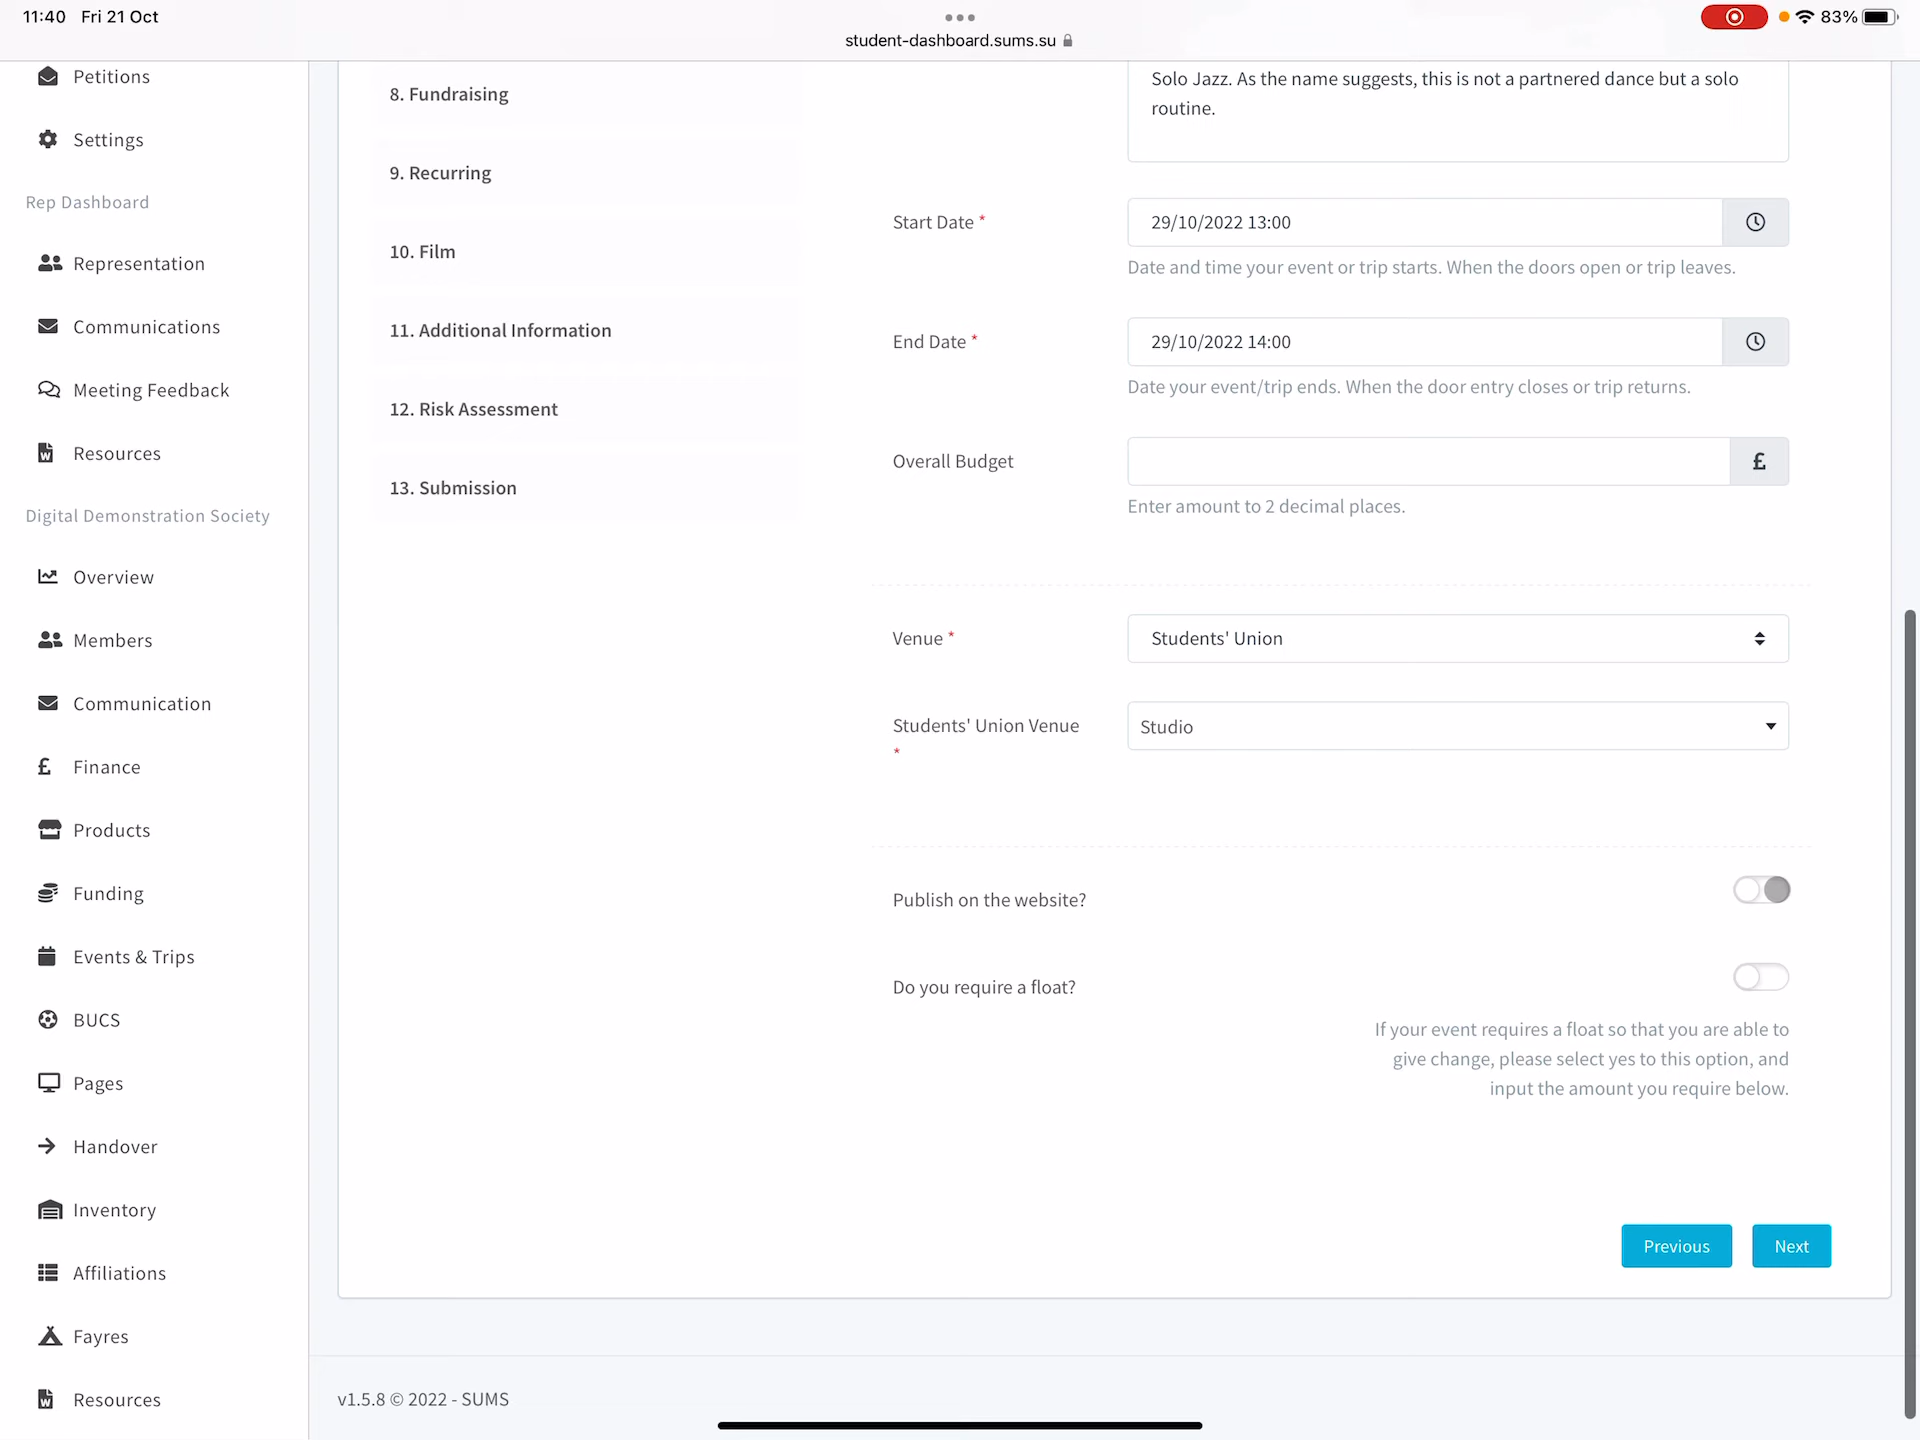 11:40 Fri 21 Oct
83%
student-dashboard.sums.su
Petitions
Settings
Rep Dashboard
Representation
Communications
Meeting Feedback
Resources
Digital Demonstration Society
Overview
Members
Communication
£ Finance
Products
Funding
Events & Trips
BUCS
Pages
Handover
Inventory
Affiliations
Fayres
Resources
8. Fundraising
9. Recurring
10. Film
11. Additional Information
12. Risk Assessment
13. Submission
Solo Jazz. As the name suggests, this is not a partnered dance but a solo
routine.
Start Date *
29/10/2022 13:00
Date and time your event or trip starts. When the doors open or trip leaves.
End Date *
29/10/2022 14:00
Date your event/trip ends. When the door entry closes or trip returns.
Overall Budget
£
Enter amount to 2 decimal places.
Venue *
Students' Union
Students' Union Venue
*
Studio
Publish on the website?
Do you require a float?
If your event requires a float so that you are able to
give change, please select yes to this option, and
input the amount you require below.
Previous
Next
v1.5.8 © 2022 - SUMS